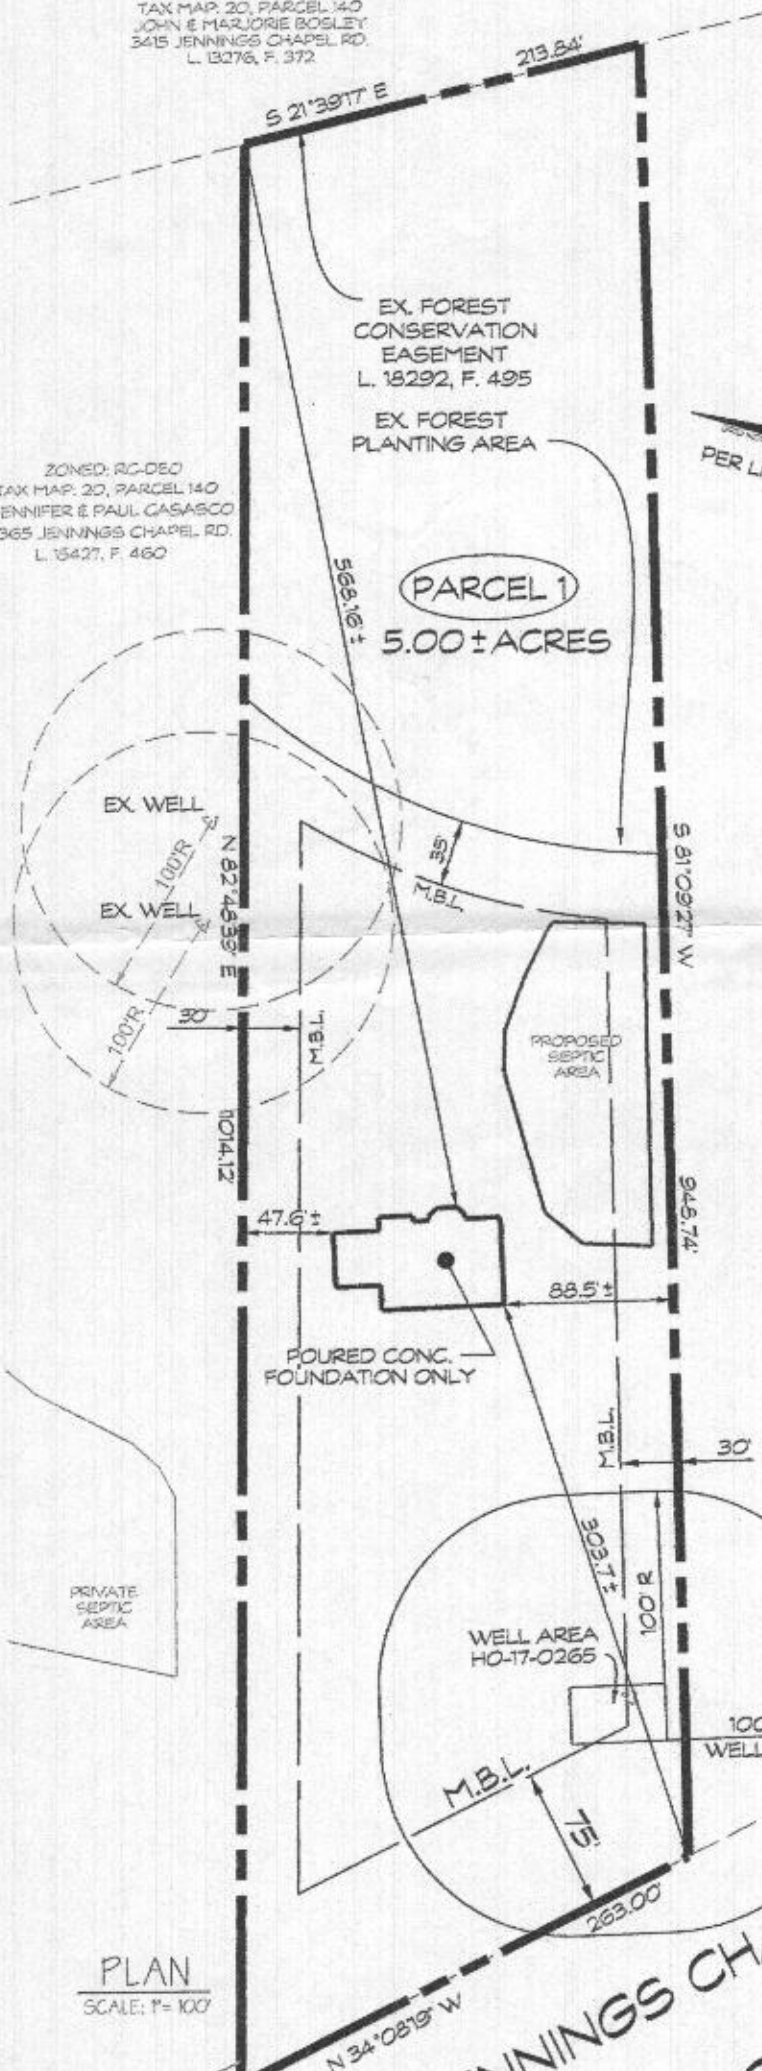 TAX MAP: 20, PARCEL 140
JOHN & MARJORIE BOSLEY
3415 JENNINGS CHAPEL RD.
L. 13276, F. 372
S 21°39'17" E
213.84'
EX. FOREST
CONSERVATION
EASEMENT
L. 18292, F. 495
EX. FOREST
PLANTING AREA
PER L
ZONED: RC-DEO
TAX MAP: 20, PARCEL 140
JENNIFER & PAUL CASASCO
365 JENNINGS CHAPEL RD.
L. 15427, F. 460
568.16'±
PARCEL 1
5.00 ± ACRES
EX. WELL
100'R
EX. WELL
100'R
N 82°48'39" E
35'
M.B.L.
S 81°09'27" W
30'
M.B.L.
PROPOSED
SEPTIC
AREA
1014.12'
948.74'
47.6'±
88.5'±
POURED CONC.
FOUNDATION ONLY
M.B.L.
30'
303.7'±
100' R
PRIVATE
SEPTIC
AREA
WELL AREA
HO-17-0265
100
WELL
M.B.L.
75'
263.00'
PLAN
SCALE: 1"= 100'
N 34°08'19" W
JENNINGS CHA